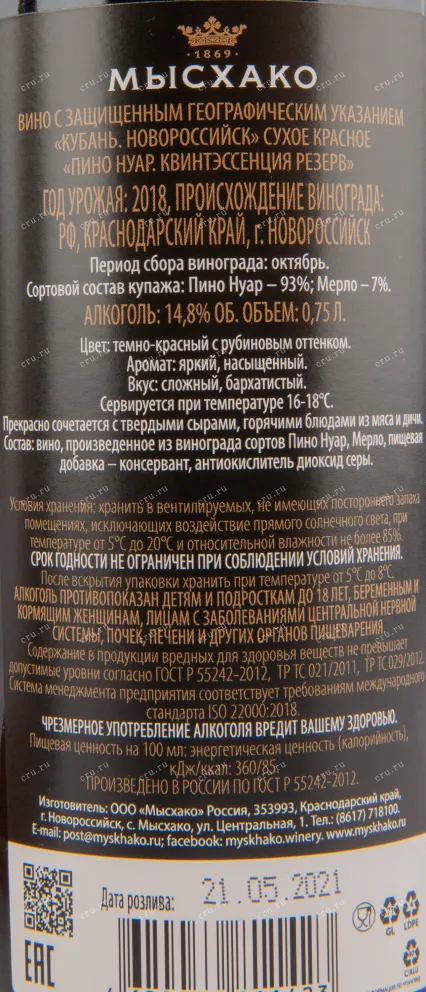 1869
МЫСХАКО
ВИНО С ЗАЩИЩЕННЫМ ГЕОГРАФИЧЕСКИМ УКАЗАНИЕМ
«КУБАНЬ. НОВОРОССИЙСК» СУХОЕ КРАСНОЕ
«ПИНО НУАР. КВИНТЭССЕНЦИЯ РЕЗЕРВ»
ГОД УРОЖАЯ: 2018, ПРОИСХОЖДЕНИЕ ВИНОГРАДА:
РФ, КРАСНОДАРСКИЙ КРАЙ, г. НОВОРОССИЙСК
Период сбора винограда: октябрь.
Сортовой состав купажа: Пино Нуар – 93%; Мерло – 7%.
АЛКОГОЛЬ: 14,8% ОБ. ОБЪЕМ: 0,75 Л.
Цвет: темно-красный с рубиновым оттенком.
Аромат: яркий, насыщенный.
Вкус: сложный, бархатистый.
Сервируется при температуре 16-18°С.
Прекрасно сочетается с твердыми сырами, горячими блюдами из мяса и дичи.
Состав: вино, произведенное из винограда сортов Пино Нуар, Мерло, пищевая
добавка – консервант, антиокислитель диоксид серы.
Условия хранения: хранить в вентилируемых, не имеющих постороннего запаха
помещениях, исключающих воздействие прямого солнечного света, при
температуре от 5°С до 20°С и относительной влажности не более 85%.
СРОК ГОДНОСТИ НЕ ОГРАНИЧЕН ПРИ СОБЛЮДЕНИИ УСЛОВИЙ ХРАНЕНИЯ.
После вскрытия упаковки хранить при температуре от 5°С до 8°С.
АЛКОГОЛЬ ПРОТИВОПОКАЗАН ДЕТЯМ И ПОДРОСТКАМ ДО 18 ЛЕТ, БЕРЕМЕННЫМ И
КОРМЯЩИМ ЖЕНЩИНАМ, ЛИЦАМ С ЗАБОЛЕВАНИЯМИ ЦЕНТРАЛЬНОЙ НЕРВНОЙ
СИСТЕМЫ, ПОЧЕК, ПЕЧЕНИ И ДРУГИХ ОРГАНОВ ПИЩЕВАРЕНИЯ.
Содержание в продукции вредных для здоровья веществ не превышает
допустимые уровни согласно ГОСТ Р 55242-2012, ТР ТС 021/2011, ТР ТС 029/2012.
Система менеджмента предприятия соответствует требованиям международного
стандарта ISO 22000:2018.
ЧРЕЗМЕРНОЕ УПОТРЕБЛЕНИЕ АЛКОГОЛЯ ВРЕДИТ ВАШЕМУ ЗДОРОВЬЮ.
Пищевая ценность на 100 мл: энергетическая ценность (калорийность),
кДж/ккал: 360/85.
ПРОИЗВЕДЕНО В РОССИИ ПО ГОСТ Р 55242-2012.
Изготовитель: ООО «Мысхако» Россия, 353993, Краснодарский край,
г. Новороссийск, с. Мысхако, ул. Центральная, 1. Тел.: (8617) 718100.
E-mail: post@myskhako.ru; facebook: myskhako.winery. www.myskhako.ru
Дата розлива: 21.05.2021
GL LDPE
C/ALU
EAC